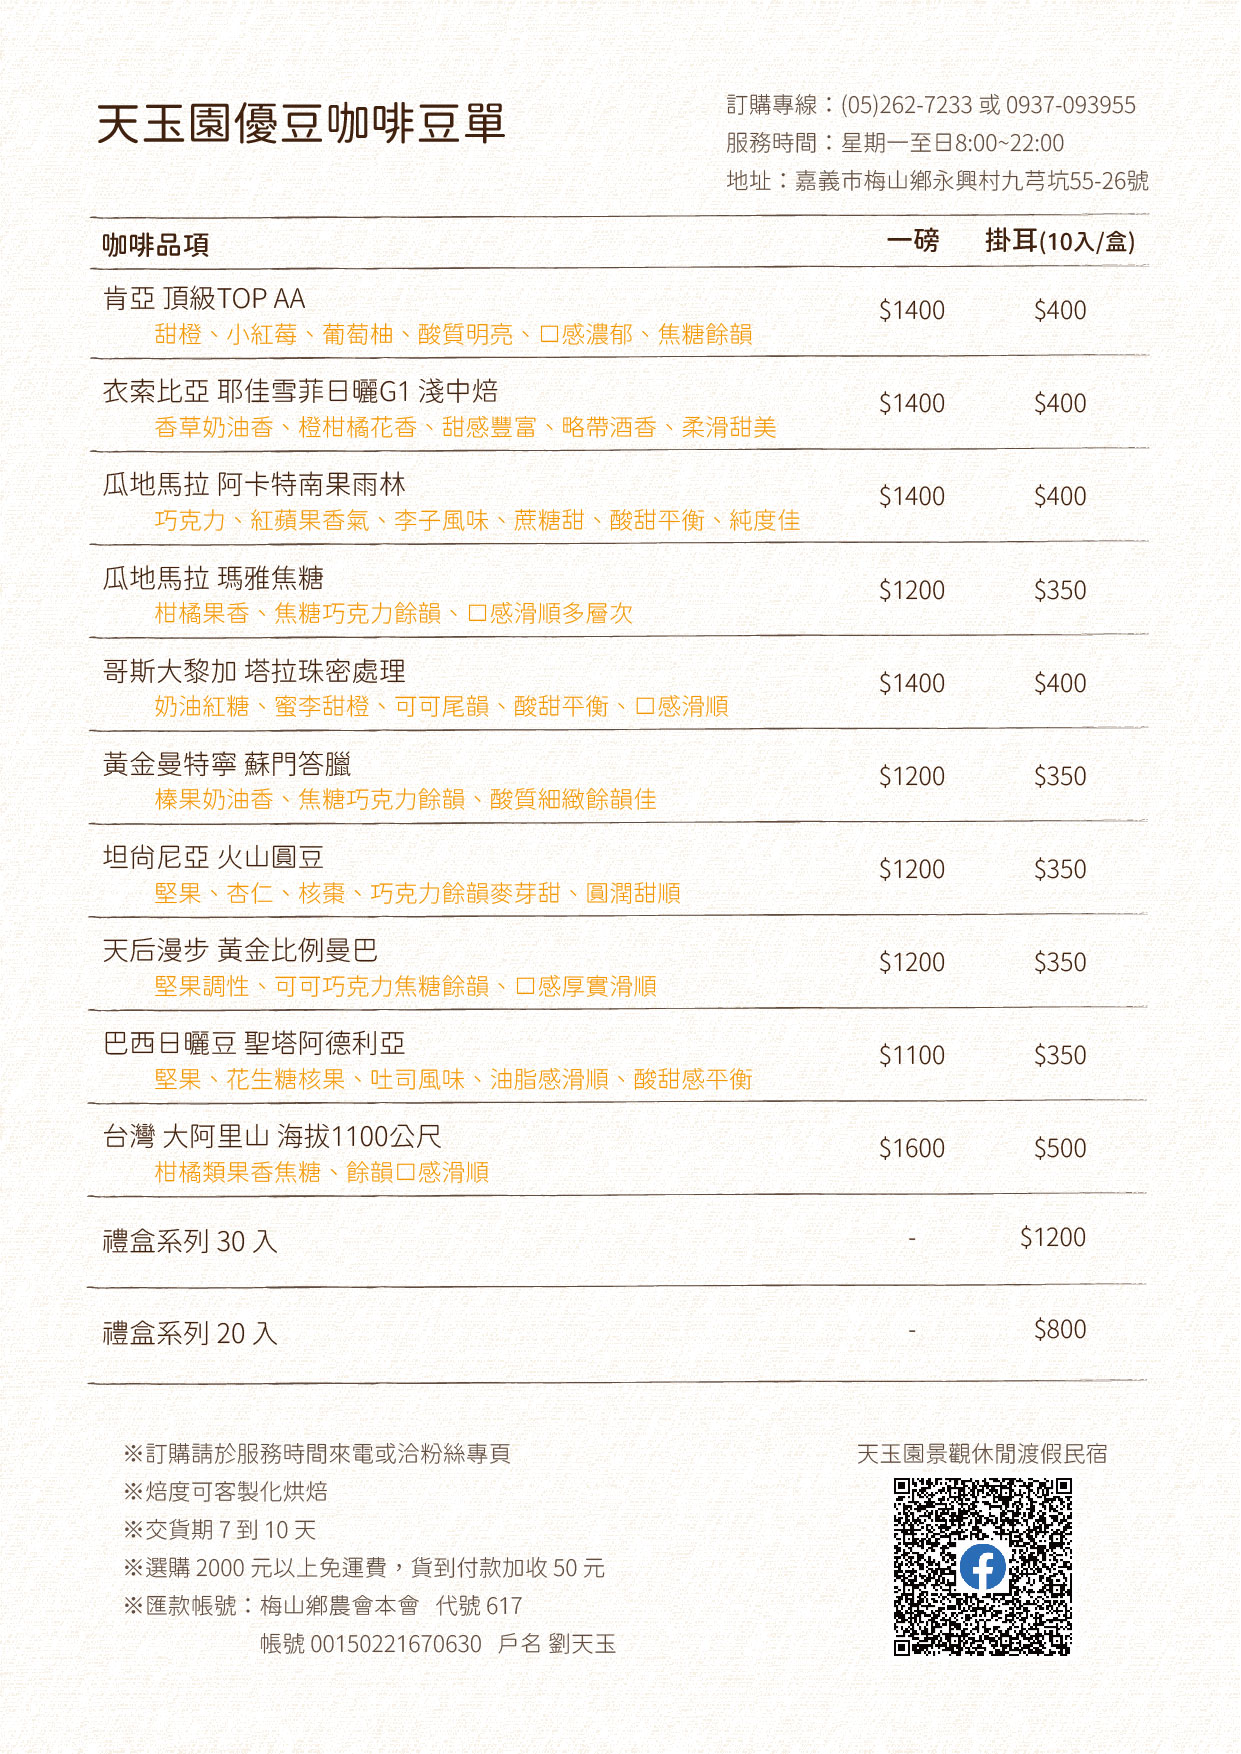 天玉園優豆咖啡豆單
訂購專線：(05)262-7233 或 0937-093955
服務時間：星期一至日8:00~22:00
地址：嘉義市梅山鄉永興村九芎坑55-26號
咖啡品項 一磅 掛耳(10入/盒)
肯亞 頂級TOP AA $1400 $400
甜橙、小紅莓、葡萄柚、酸質明亮、口感濃郁、焦糖餘韻
衣索比亞 耶佳雪菲日曬G1 淺中焙 $1400 $400
香草奶油香、橙柑橘花香、甜感豐富、略帶酒香、柔滑甜美
瓜地馬拉 阿卡特南果雨林 $1400 $400
巧克力、紅蘋果香氣、李子風味、蔗糖甜、酸甜平衡、純度佳
瓜地馬拉 瑪雅焦糖 $1200 $350
柑橘果香、焦糖巧克力餘韻、口感滑順多層次
哥斯大黎加 塔拉珠密處理 $1400 $400
奶油紅糖、蜜李甜橙、可可尾韻、酸甜平衡、口感滑順
黃金曼特寧 蘇門答臘 $1200 $350
榛果奶油香、焦糖巧克力餘韻、酸質細緻餘韻佳
坦尚尼亞 火山圓豆 $1200 $350
堅果、杏仁、核棗、巧克力餘韻麥芽甜、圓潤甜順
天后漫步 黃金比例曼巴 $1200 $350
堅果調性、可可巧克力焦糖餘韻、口感厚實滑順
巴西日曬豆 聖塔阿德利亞 $1100 $350
堅果、花生糖核果、吐司風味、油脂感滑順、酸甜感平衡
台灣 大阿里山 海拔1100公尺 $1600 $500
柑橘類果香焦糖、餘韻口感滑順
禮盒系列 30 入 - $1200
禮盒系列 20 入 - $800
※訂購請於服務時間來電或洽粉絲專頁
※焙度可客製化烘焙
※交貨期 7 到 10 天
※選購 2000 元以上免運費，貨到付款加收 50 元
※匯款帳號：梅山鄉農會本會 代號 617
帳號 00150221670630 戶名 劉天玉
天玉園景觀休閒渡假民宿